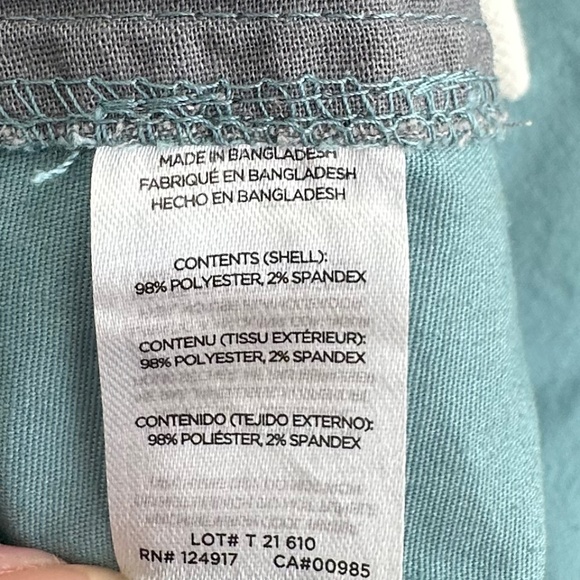 MADE IN BANGLADESH
FABRIQUÉ EN BANGLADESH
HECHO EN BANGLADESH
CONTENTS (SHELL):
98% POLYESTER, 2% SPANDEX
CONTENU (TISSU EXTÉRIEUR):
98% POLYESTER, 2% SPANDEX
CONTENIDO (TEJIDO EXTERNO):
98% POLIÉSTER, 2% SPANDEX
LOT# T 21 610
RN# 124917 CA#00985